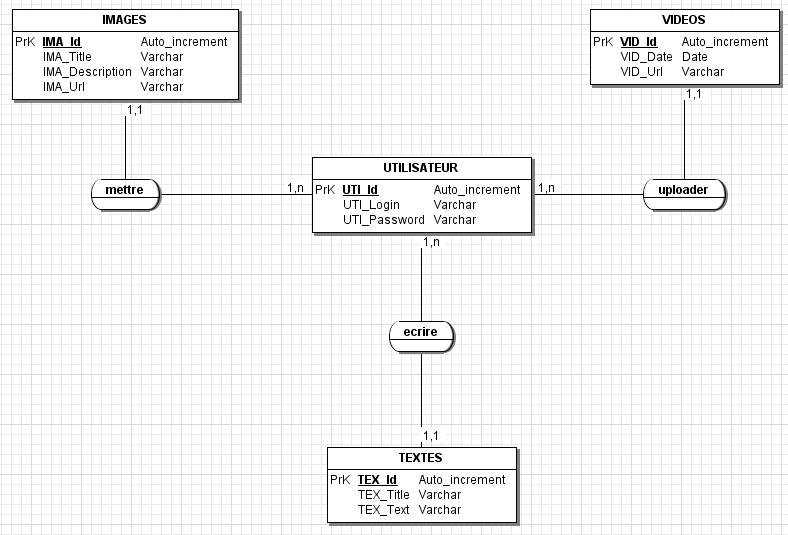 IMAGES
PrK IMA_Id Auto_increment
IMA_Title Varchar
IMA_Description Varchar
IMA_Url Varchar
1,1
VIDEOS
PrK VID_Id Auto_increment
VID_Date Date
VID_Url Varchar
1,1
mettre
1,n
UTILISATEUR
PrK UTI_Id Auto_increment
UTI_Login Varchar
UTI_Password Varchar
1,n
uploader
1,n
ecrire
1,1
TEXTES
PrK TEX_Id Auto_increment
TEX_Title Varchar
TEX_Text Varchar